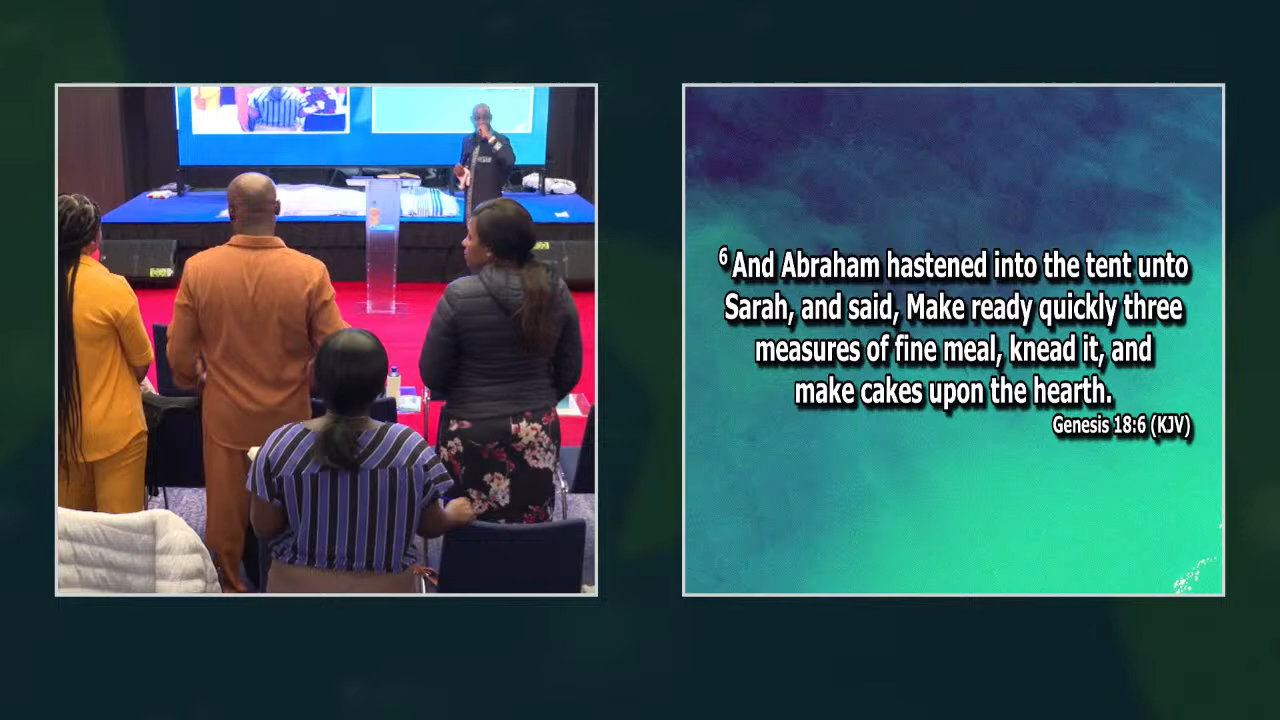 6 And Abraham hastened into the tent unto
Sarah, and said, Make ready quickly three
measures of fine meal, knead it, and
make cakes upon the hearth.
Genesis 18:6 (KJV)